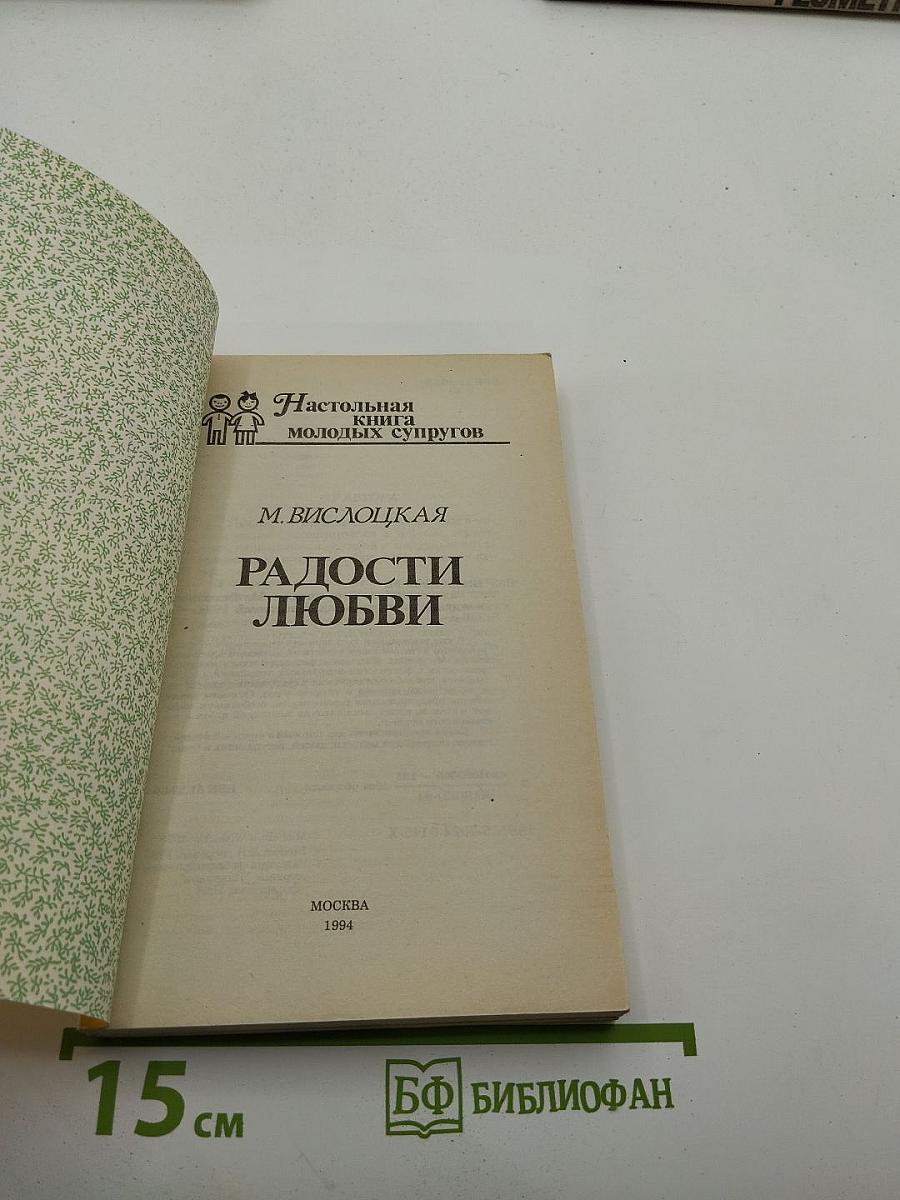 Настольная
книга
молодых супругов
М. ВИСЛОЦКАЯ
РАДОСТИ
ЛЮБВИ
МОСКВА
1994
15 см
БФ БИБЛИОФАН